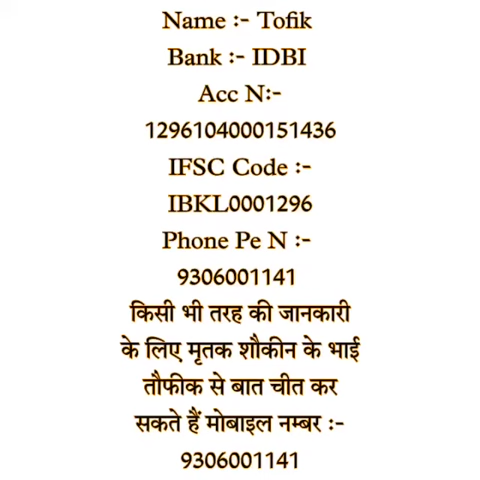 Name :- Tofik
Bank :- IDBI
Acc N:-
1296104000151436
IFSC Code :-
IBKL0001296
Phone Pe N :-
9306001141
किसी भी तरह की जानकारी
के लिए मृतक शौकीन के भाई
तौफीक से बात चीत कर
सकते हैं मोबाइल नम्बर :-
9306001141